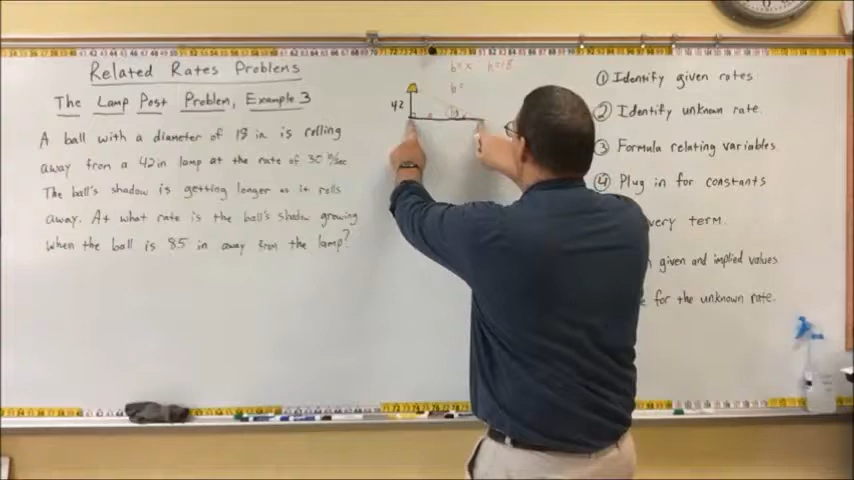 Related Rates Problems
The Lamp Post Problem, Example 3
A ball with a diameter of 18 in is rolling
away from a 42 in lamp at the rate of 30 in/sec
The ball's shadow is getting longer as it rolls
away. At what rate is the ball's shadow growing
when the ball is 85 in away from the lamp?
b=x h=18
b=
42
① Identify given rates
② Identify unknown rate.
③ Formula relating variables.
④ Plug in for constants
very term.
given and implied values.
for the unknown rate.